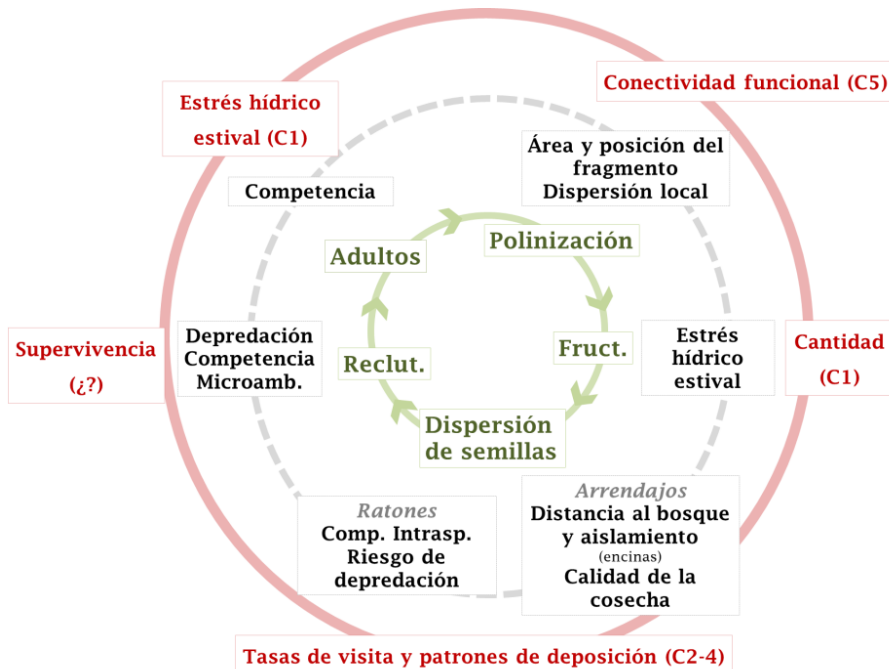 Conectividad funcional (C5)
Estrés hídrico
estival (C1)
Área y posición del
fragmento
Dispersión local
Competencia
Polinización
Adultos
Supervivencia
(¿?)
Depredación
Competencia
Microamb.
Reclut.
Fruct.
Estrés
hídrico
estival
Cantidad
(C1)
Dispersión
de semillas
Ratones
Comp. Intrasp.
Riesgo de
depredación
Arrendajos
Distancia al bosque
y aislamiento
(encinas)
Calidad de la
cosecha
Tasas de visita y patrones de deposición (C2-4)